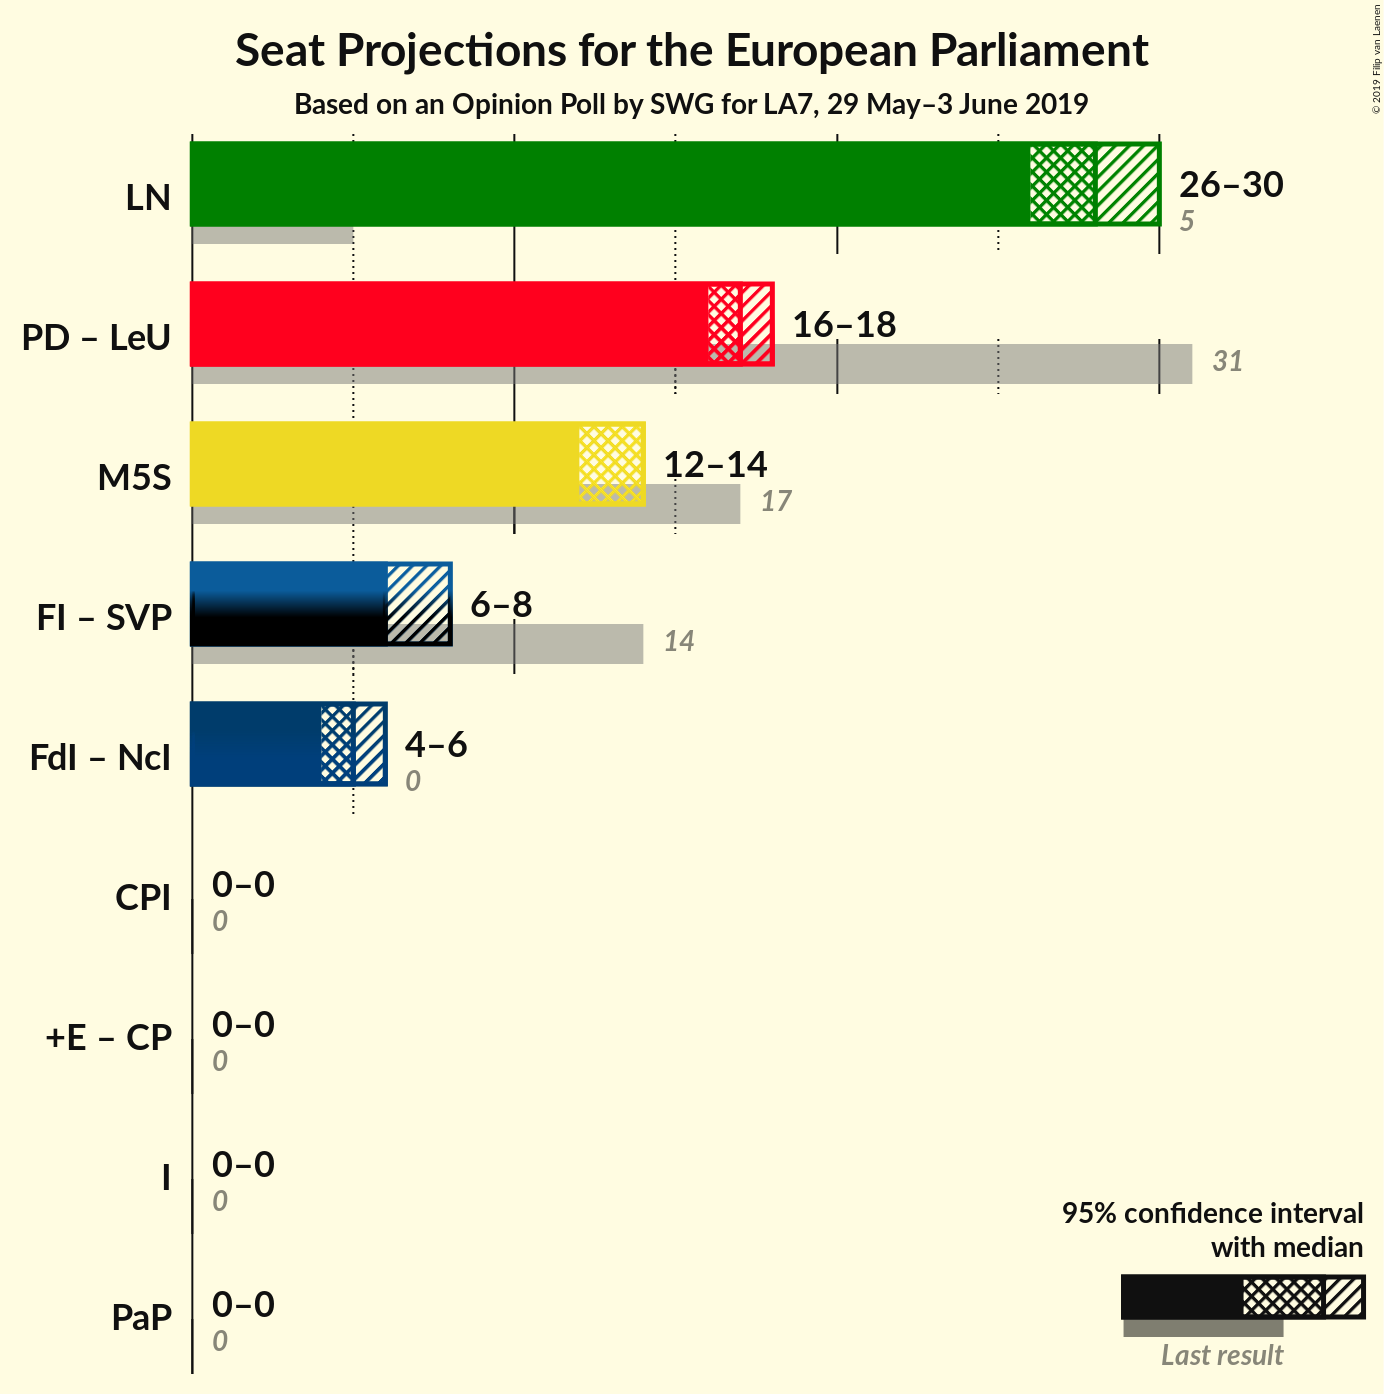 Seat Projections for the European Parliament
Based on an Opinion Poll by SWG for LA7, 29 May–3 June 2019
© 2019 Filip van Laenen
LN
26–30
5
PD – LeU
16–18
31
M5S
12–14
17
FI – SVP
6–8
14
FdI – NcI
4–6
0
CPI
0–0
0
+E – CP
0–0
0
I
0–0
0
PaP
0–0
0
95% confidence interval
with median
Last result